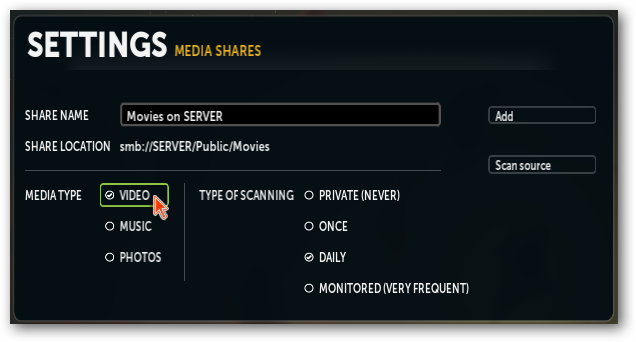 SETTINGS MEDIA SHARES
SHARE NAME Movies on SERVER Add
SHARE LOCATION smb://SERVER/Public/Movies
Scan source
MEDIA TYPE VIDEO TYPE OF SCANNING PRIVATE (NEVER)
MUSIC ONCE
PHOTOS DAILY
MONITORED (VERY FREQUENT)